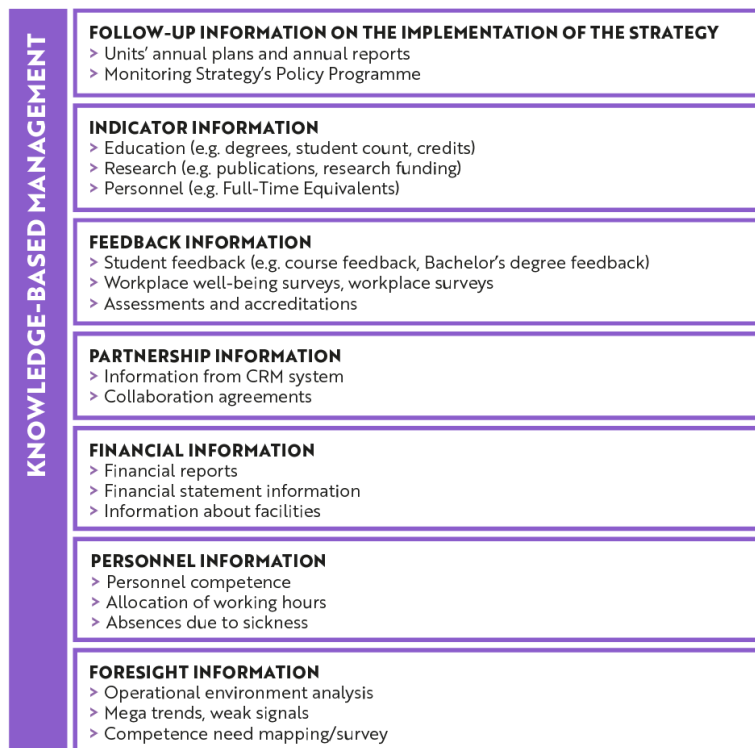 KNOWLEDGE-BASED MANAGEMENT
FOLLOW-UP INFORMATION ON THE IMPLEMENTATION OF THE STRATEGY
> Units’ annual plans and annual reports
> Monitoring Strategy’s Policy Programme
INDICATOR INFORMATION
> Education (e.g. degrees, student count, credits)
> Research (e.g. publications, research funding)
> Personnel (e.g. Full-Time Equivalents)
FEEDBACK INFORMATION
> Student feedback (e.g. course feedback, Bachelor’s degree feedback)
> Workplace well-being surveys, workplace surveys
> Assessments and accreditations
PARTNERSHIP INFORMATION
> Information from CRM system
> Collaboration agreements
FINANCIAL INFORMATION
> Financial reports
> Financial statement information
> Information about facilities
PERSONNEL INFORMATION
> Personnel competence
> Allocation of working hours
> Absences due to sickness
FORESIGHT INFORMATION
> Operational environment analysis
> Mega trends, weak signals
> Competence need mapping/survey